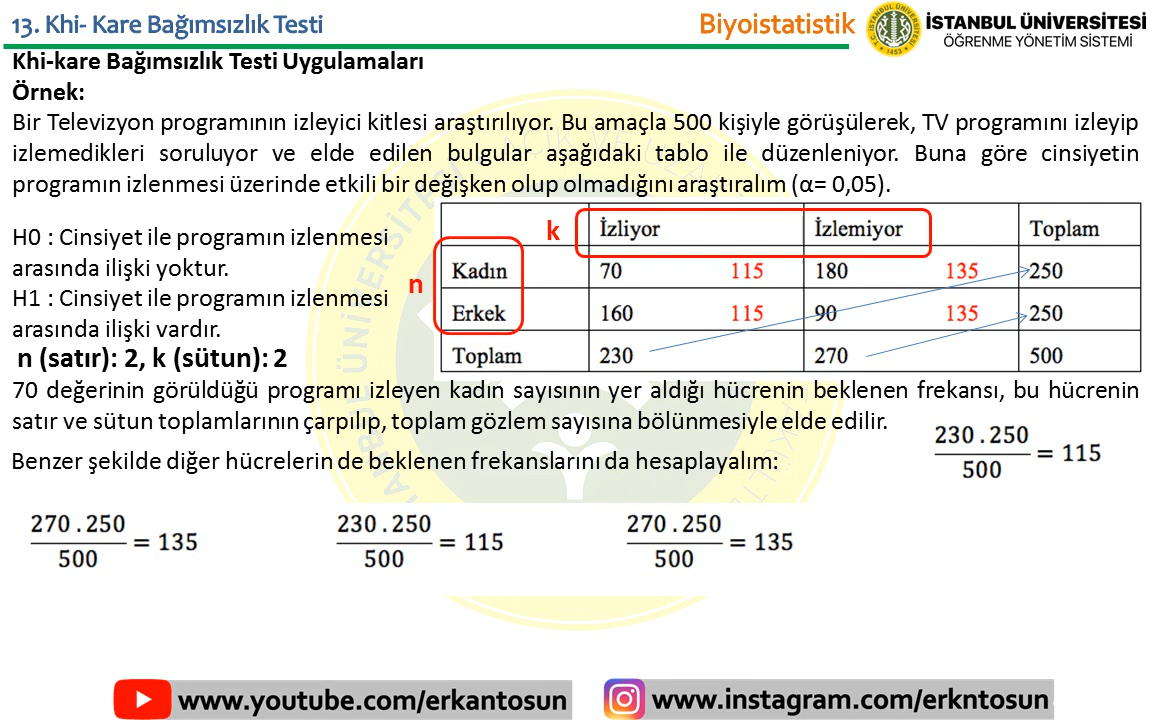 13. Khi- Kare Bağımsızlık Testi
Biyoistatistik
İSTANBUL ÜNİVERSİTESİ
ÖĞRENME YÖNETİM SİSTEMİ
Khi-kare Bağımsızlık Testi Uygulamaları
Örnek:
Bir Televizyon programının izleyici kitlesi araştırılıyor. Bu amaçla 500 kişiyle görüşülerek, TV programını izleyip
izlemedikleri soruluyor ve elde edilen bulgular aşağıdaki tablo ile düzenleniyor. Buna göre cinsiyetin
programın izlenmesi üzerinde etkili bir değişken olup olmadığını araştıralım (α= 0,05).
H0 : Cinsiyet ile programın izlenmesi
arasında ilişki yoktur.
H1 : Cinsiyet ile programın izlenmesi
arasında ilişki vardır.
n (satır): 2, k (sütun): 2
k İzliyor İzlemiyor Toplam
n
Kadın 70 115 180 135 250
Erkek 160 115 90 135 250
Toplam 230 270 500
70 değerinin görüldüğü programı izleyen kadın sayısının yer aldığı hücrenin beklenen frekansı, bu hücrenin
satır ve sütun toplamlarının çarpılıp, toplam gözlem sayısına bölünmesiyle elde edilir.
230 . 250
500
= 115
Benzer şekilde diğer hücrelerin de beklenen frekanslarını da hesaplayalım:
270 . 250
500
= 135
230 . 250
500
= 115
270 . 250
500
= 135
www.youtube.com/erkantosun
www.instagram.com/erkntosun